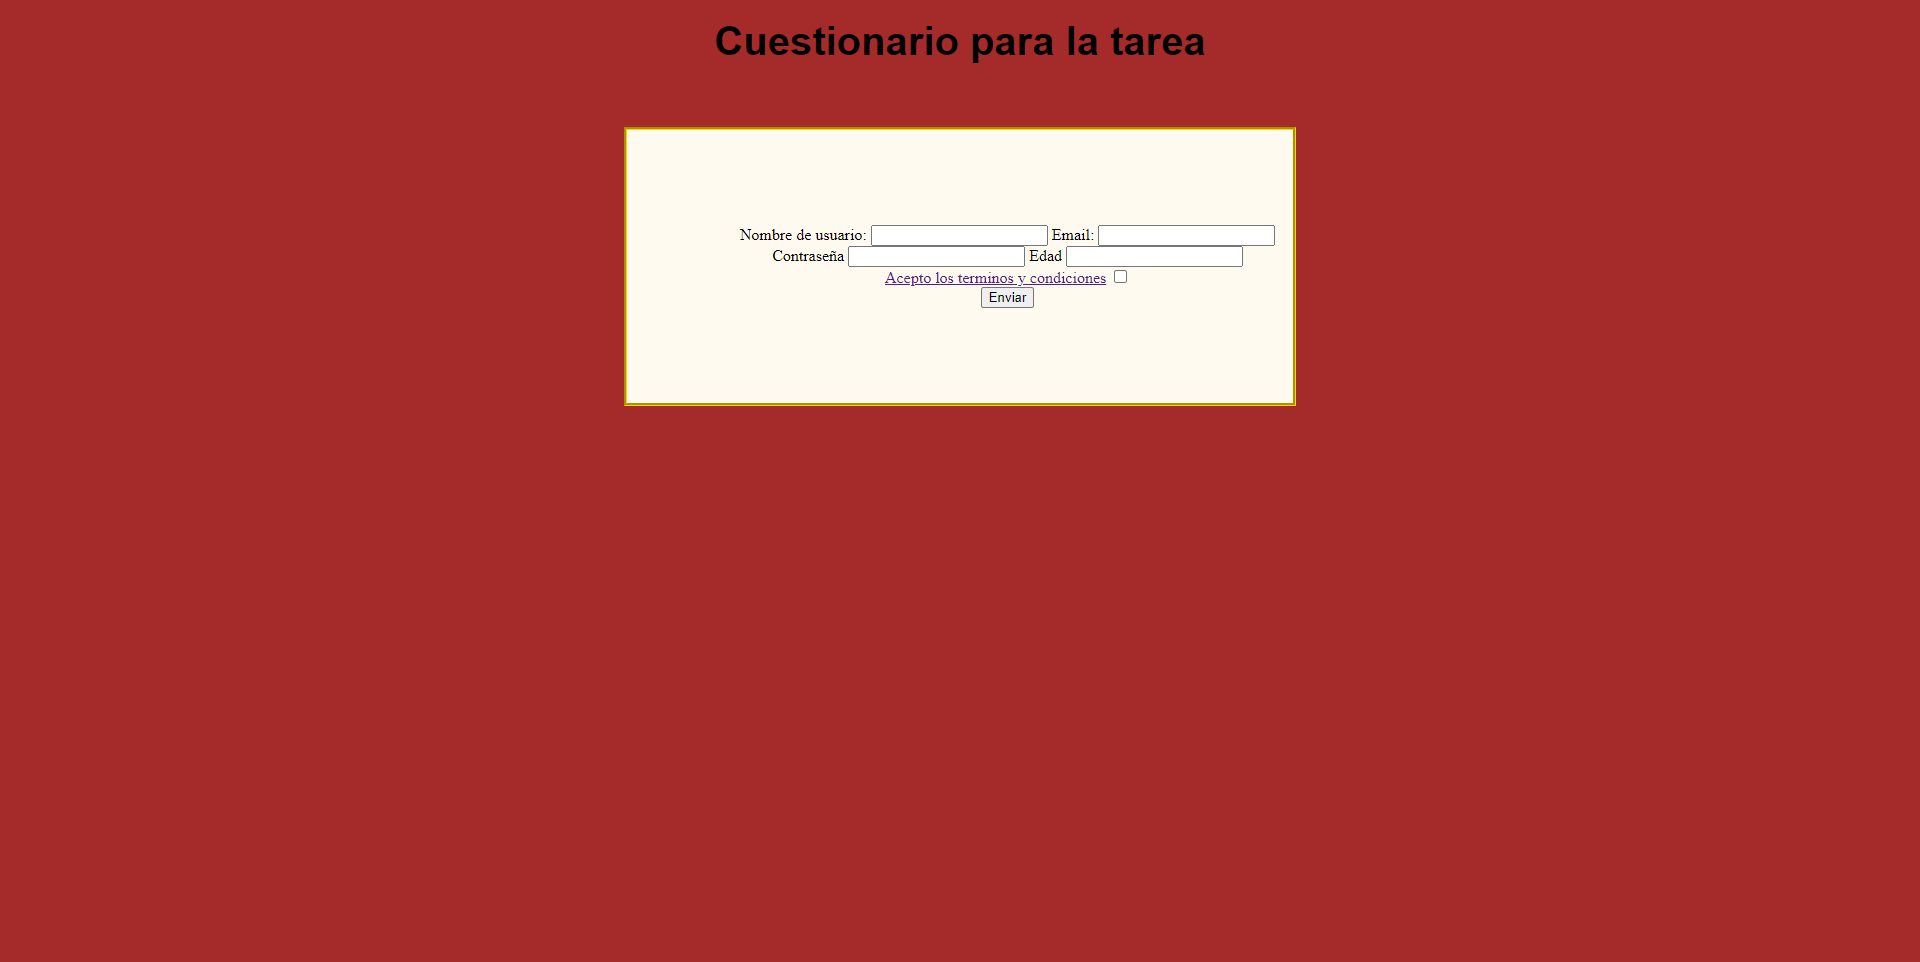 Cuestionario para la tarea
Nombre de usuario: Email:
Contraseña Edad
Acepto los terminos y condiciones
Enviar